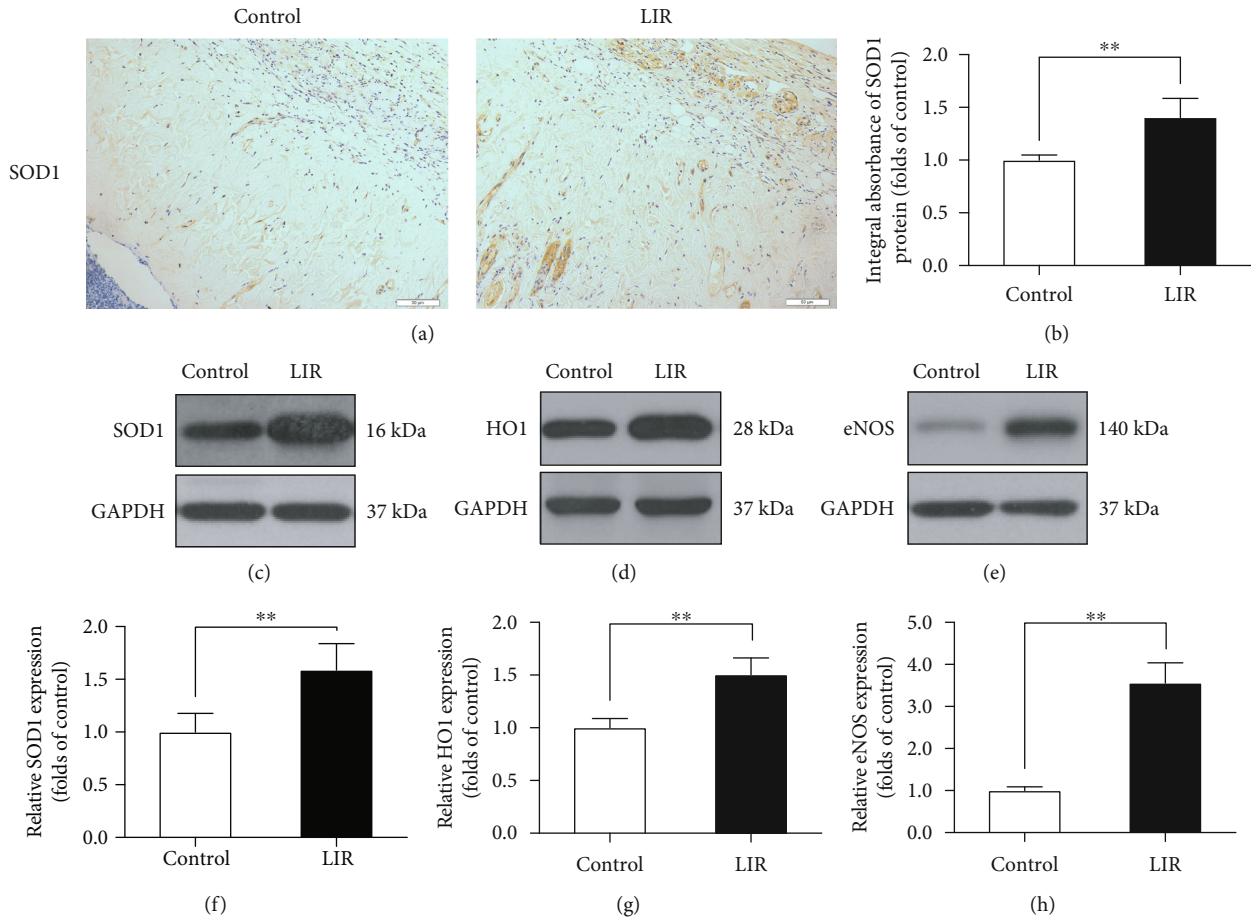 Control
LIR
SOD1
50 µm
50 µm
(a)
Integral absorbance of SOD1
protein (folds of control)
2.0
1.5
1.0
0.5
0.0
**
Control
LIR
(b)
Control
LIR
SOD1
16 kDa
GAPDH
37 kDa
(c)
Control
LIR
HO1
28 kDa
GAPDH
37 kDa
(d)
Control
LIR
eNOS
140 kDa
GAPDH
37 kDa
(e)
Relative SOD1 expression
(folds of control)
2.0
1.5
1.0
0.5
0.0
**
Control
LIR
(f)
Relative HO1 expression
(folds of control)
2.0
1.5
1.0
0.5
0.0
**
Control
LIR
(g)
Relative eNOS expression
(folds of control)
5.0
4.0
3.0
2.0
1.0
0.0
**
Control
LIR
(h)